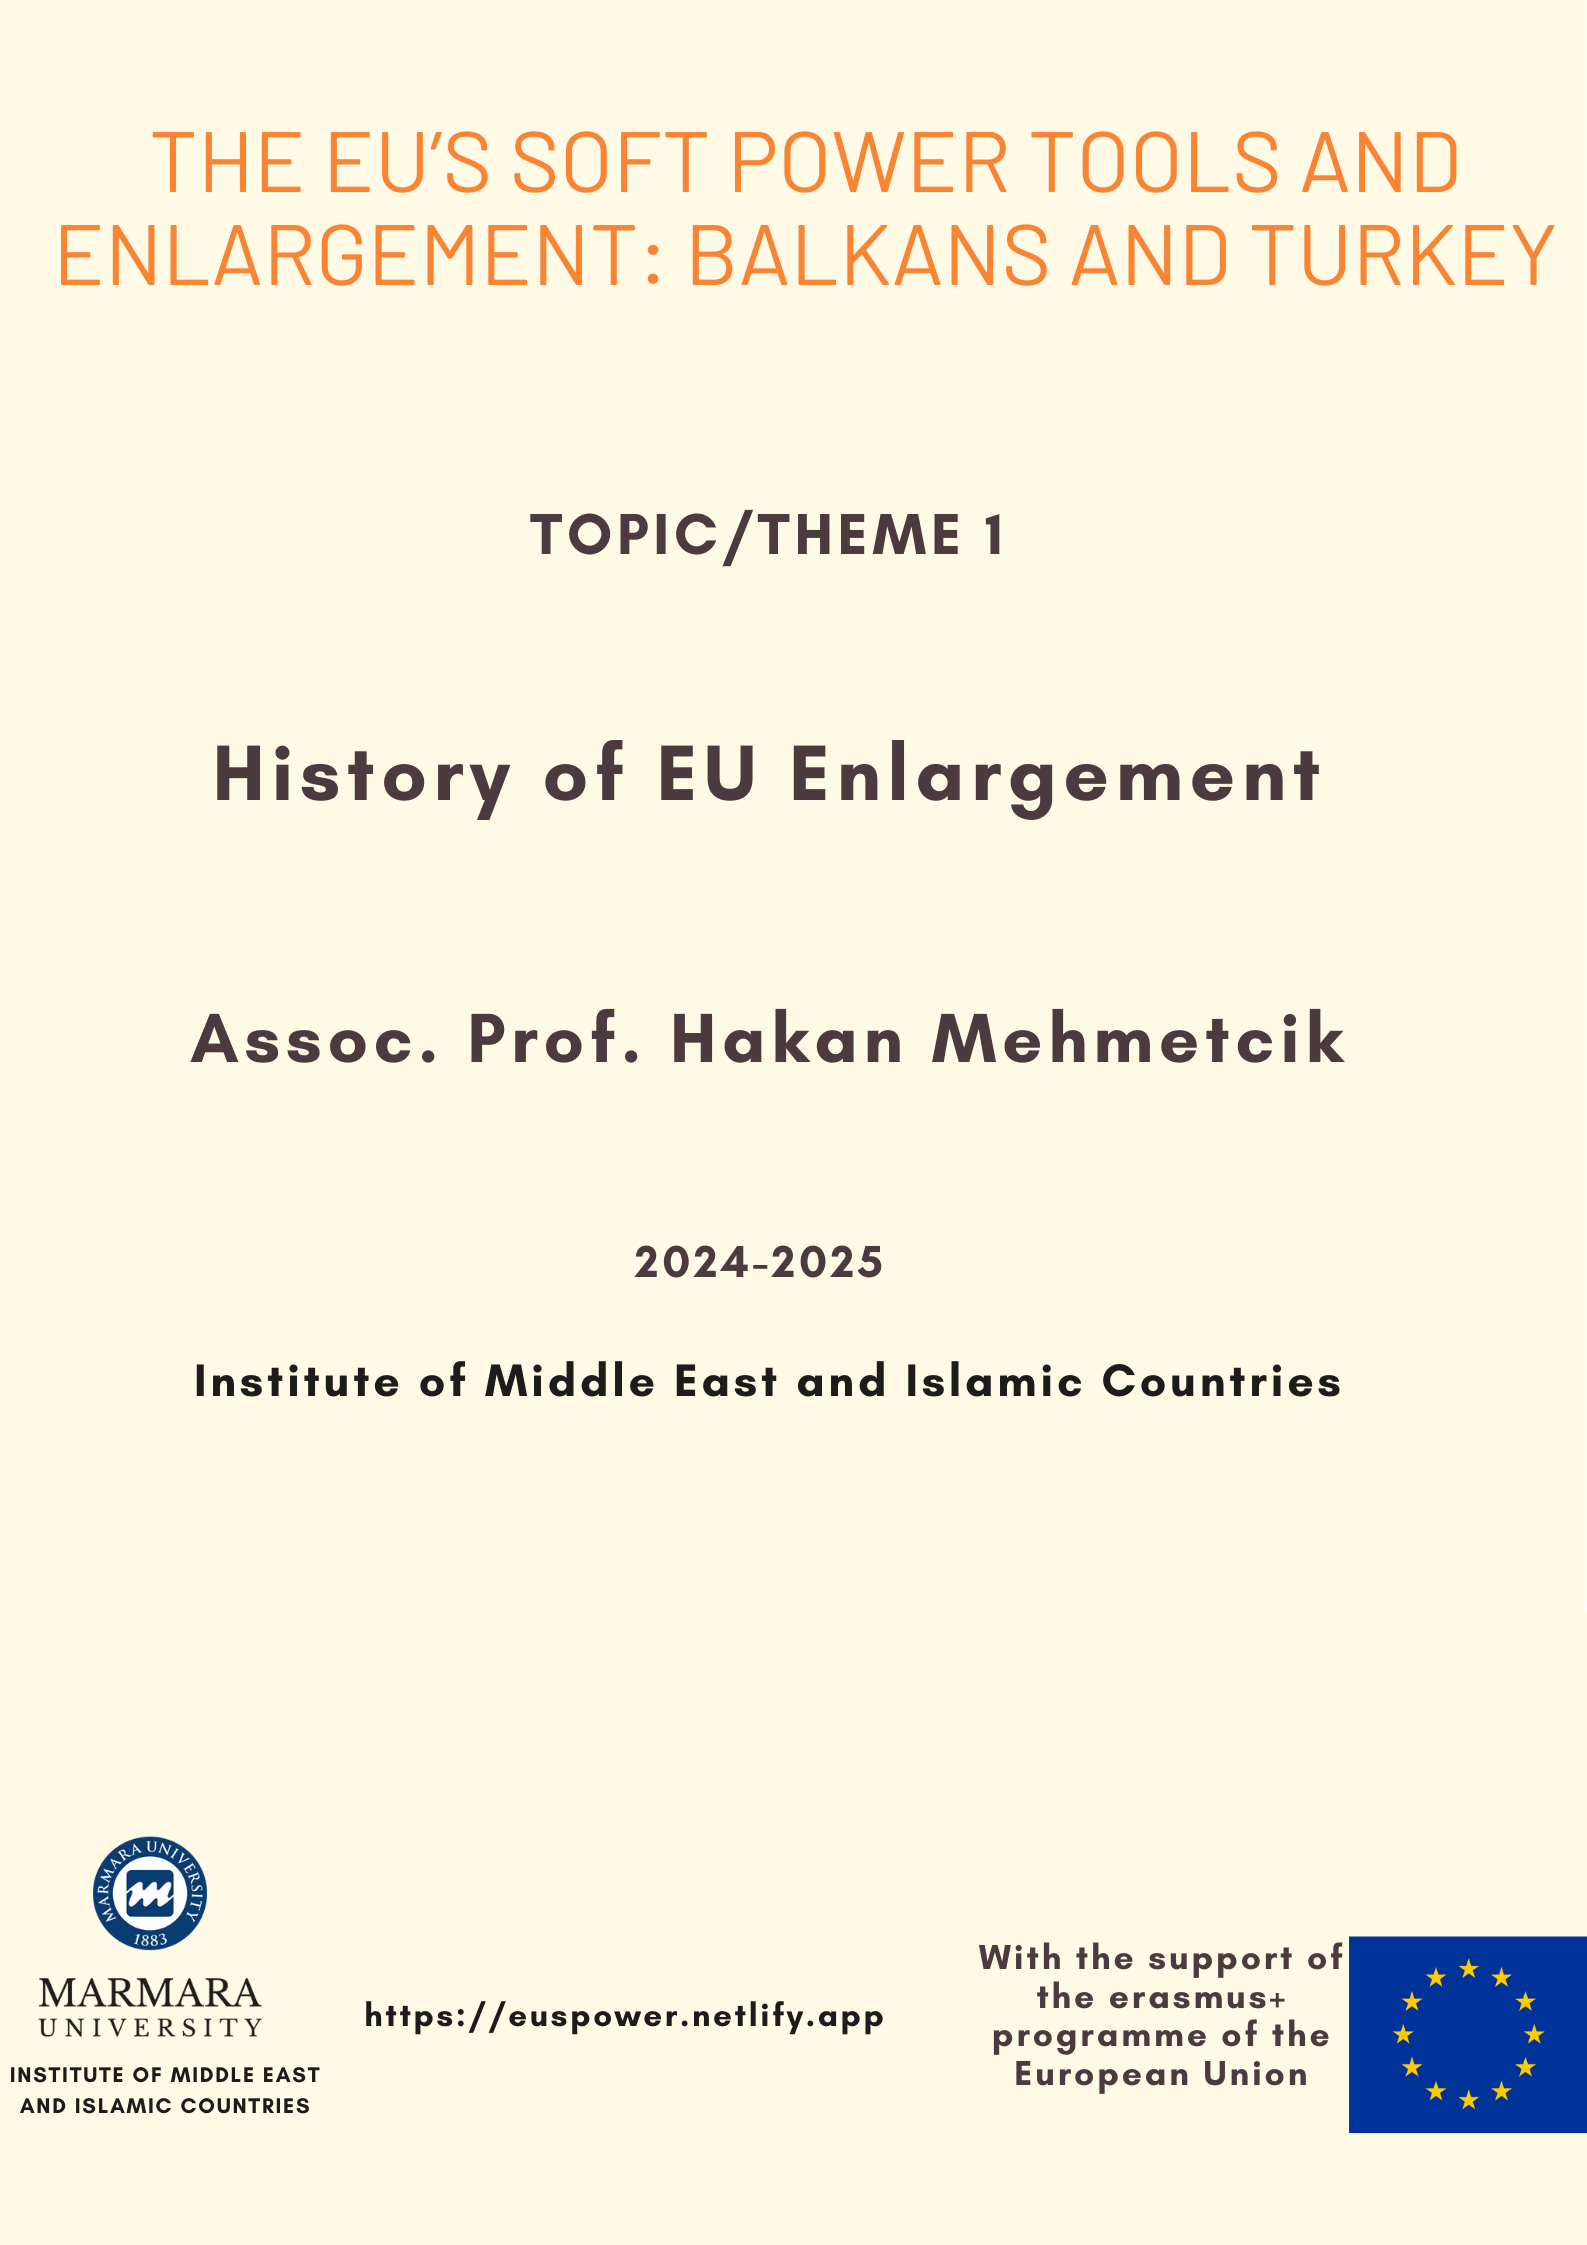 THE EU’S SOFT POWER TOOLS AND
ENLARGEMENT: BALKANS AND TURKEY
TOPIC/THEME 1
History of EU Enlargement
Assoc. Prof. Hakan Mehmetcik
2024-2025
Institute of Middle East and Islamic Countries
MARMARA UNIVERSITY
m
1883
MARMARA
UNIVERSITY
INSTITUTE OF MIDDLE EAST
AND ISLAMIC COUNTRIES
https://euspower.netlify.app
With the support of
the erasmus+
programme of the
European Union